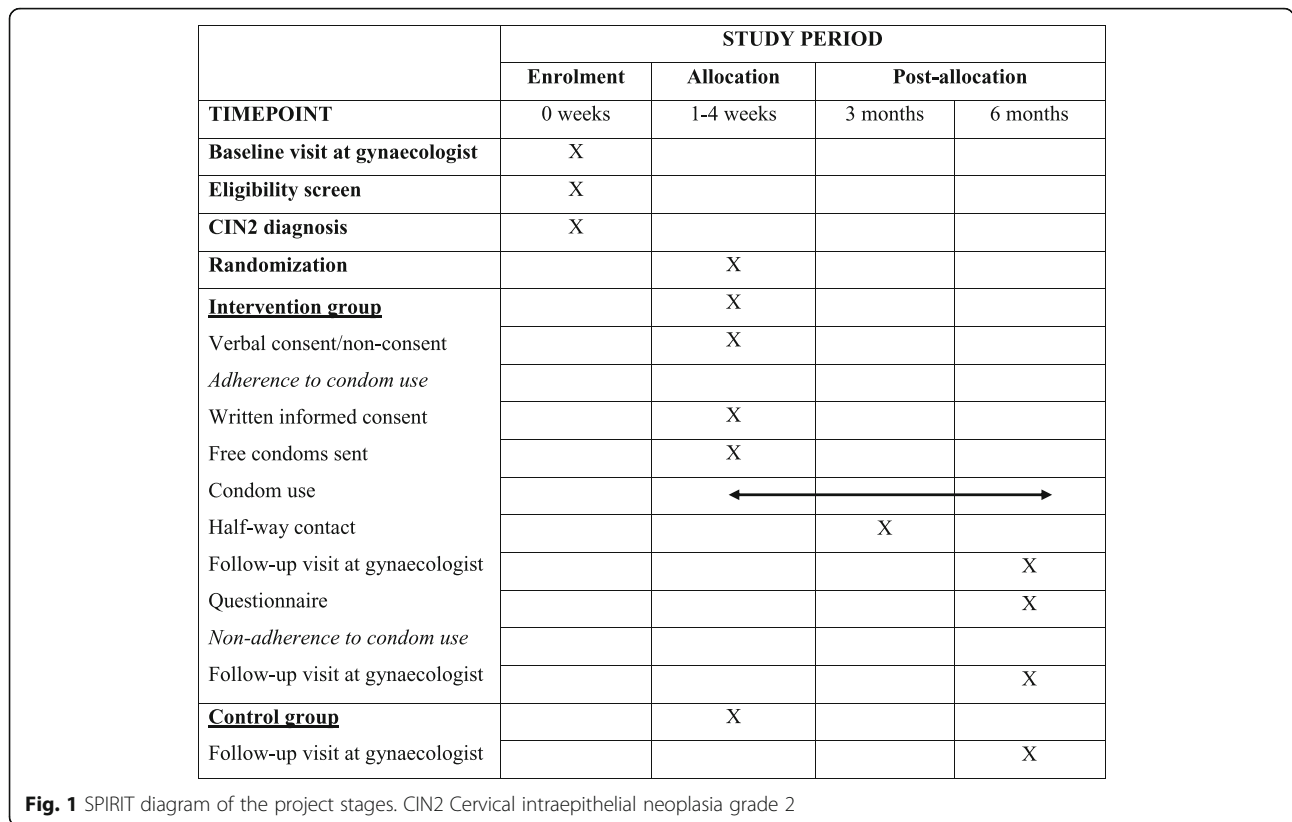 STUDY PERIOD
Enrolment Allocation Post-allocation
TIMEPOINT 0 weeks 1-4 weeks 3 months 6 months
Baseline visit at gynaecologist X
Eligibility screen X
CIN2 diagnosis X
Randomization X
Intervention group X
Verbal consent/non-consent X
Adherence to condom use
Written informed consent X
Free condoms sent X
Condom use
Half-way contact X
Follow-up visit at gynaecologist X
Questionnaire X
Non-adherence to condom use
Follow-up visit at gynaecologist X
Control group X
Follow-up visit at gynaecologist X
Fig. 1 SPIRIT diagram of the project stages. CIN2 Cervical intraepithelial neoplasia grade 2